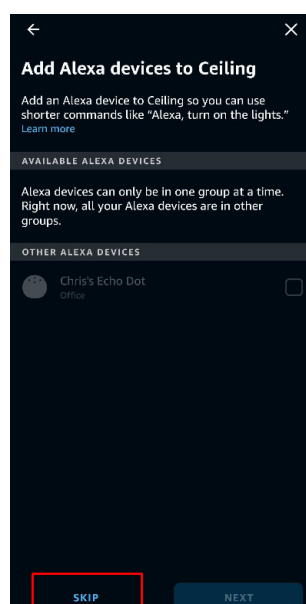 Add Alexa devices to Ceiling
Add an Alexa device to Ceiling so you can use
shorter commands like “Alexa, turn on the lights.”
Learn more
AVAILABLE ALEXA DEVICES
Alexa devices can only be in one group at a time.
Right now, all your Alexa devices are in other
groups.
OTHER ALEXA DEVICES
Chris's Echo Dot
Office
SKIP
NEXT